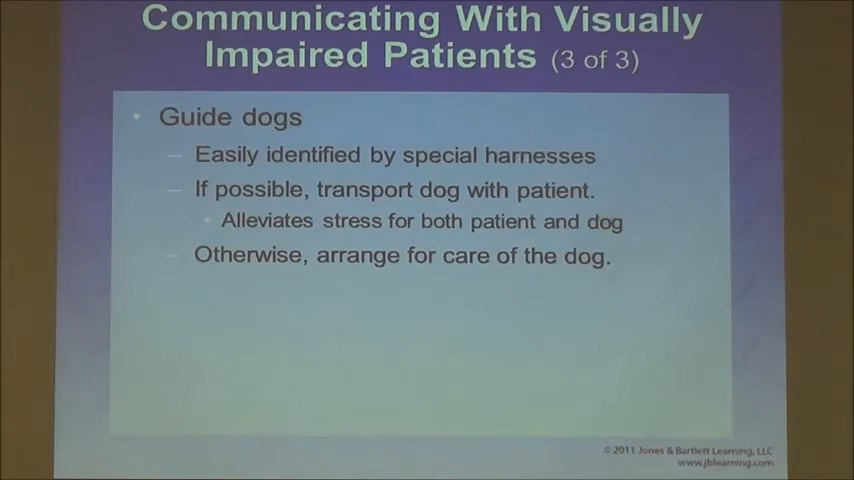 Communicating With Visually
Impaired Patients (3 of 3)
• Guide dogs
– Easily identified by special harnesses
– If possible, transport dog with patient.
• Alleviates stress for both patient and dog
– Otherwise, arrange for care of the dog.
© 2011 Jones & Bartlett Learning, LLC
www.jblearning.com